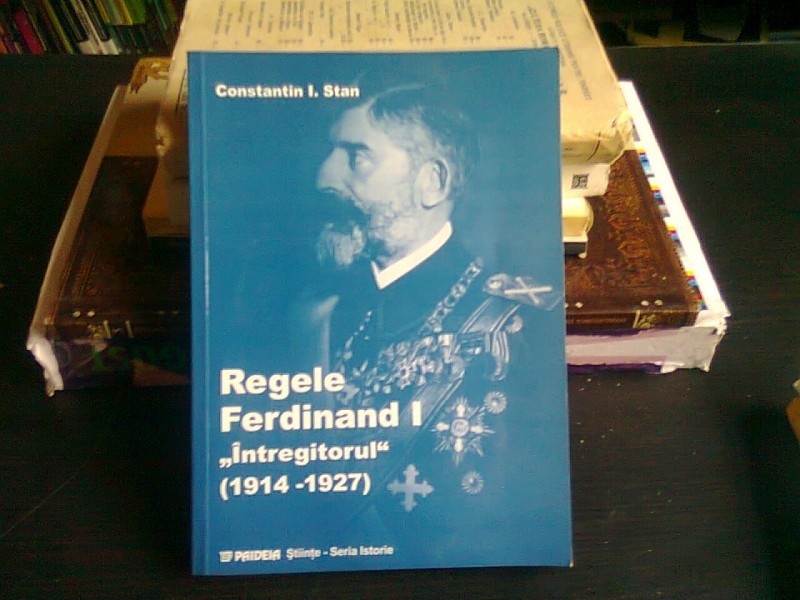 Constantin I. Stan
Regele
Ferdinand I
„Întregitorul“
(1914 -1927)
PAIDEIA Științe - Seria Istorie